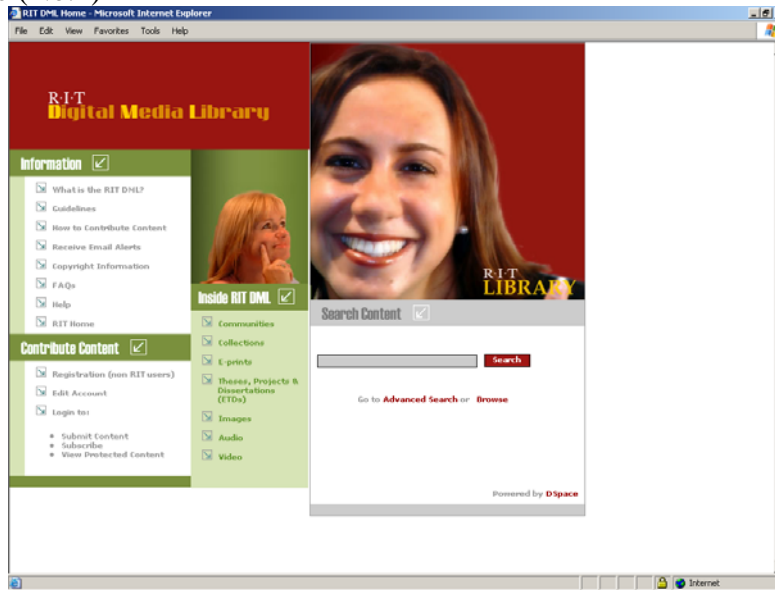 RIT DML Home - Microsoft Internet Explorer
File Edit View Favorites Tools Help
R·I·T
Digital Media Library
Information
What is the RIT DML?
Guidelines
How to Contribute Content
Receive Email Alerts
Copyright Information
FAQs
Help
RIT Home
Contribute Content
Registration (non RIT users)
Edit Account
Login to:
Submit Content
Subscribe
View Protected Content
Inside RIT DML
Communities
Collections
E-prints
Theses, Projects &
Dissertations
(ETDs)
Images
Audio
Video
R·I·T
LIBRARY
Search Content
Search
Go to Advanced Search or Browse
Powered by DSpace
Internet